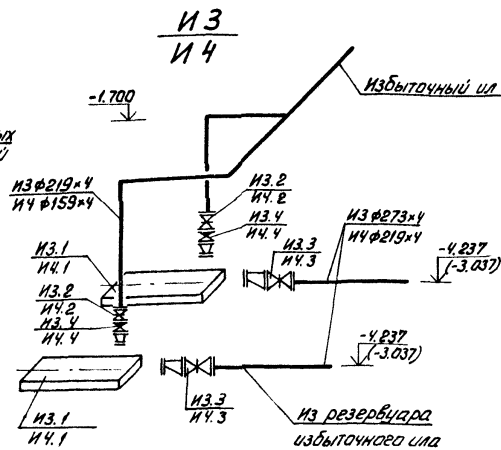 И3
И4
Избыточный ил
-1.700
ых
й
И3 ф219×4
И4 ф159×4
И3.2
И4.2
И3.4
И4.4
И3 ф273×4
И4 ф219×4
И3.1
И4.1
И3.3
И4.3
-4.237
(-3.037)
И3.2
И4.2
И3.4
И4.4
-4.237
(-3.037)
И3.1
И4.1
И3.3
И4.3
Из резервуара
избыточного ила